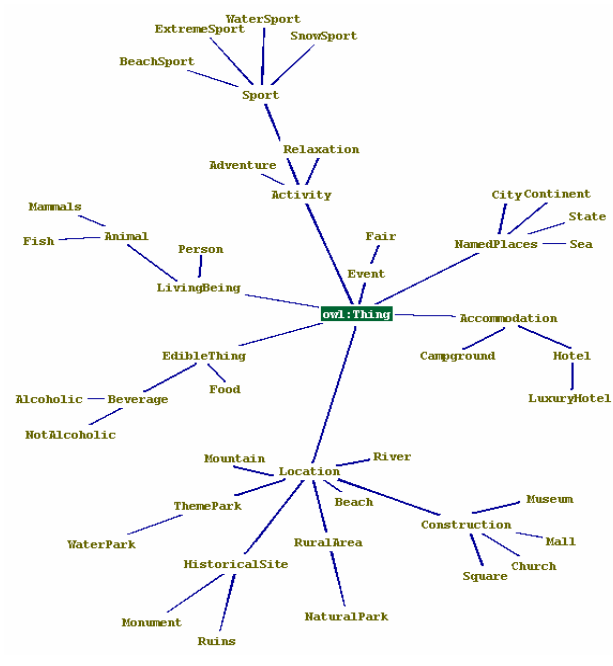 WaterSport
ExtremeSport
SnowSport
BeachSport
Sport
Relaxation
Adventure
Activity
City
Continent
Mammals
State
Fair
Animal
Fish
Person
NamedPlaces
Sea
Event
LivingBeing
owl:Thing
Accommodation
EdibleThing
Campground
Hotel
Food
Alcoholic
Beverage
LuxuryHotel
NotAlcoholic
Mountain
River
Location
Museum
ThemePark
Beach
Construction
WaterPark
RuralArea
Mall
HistoricalSite
Church
Square
NaturalPark
Monument
Ruins